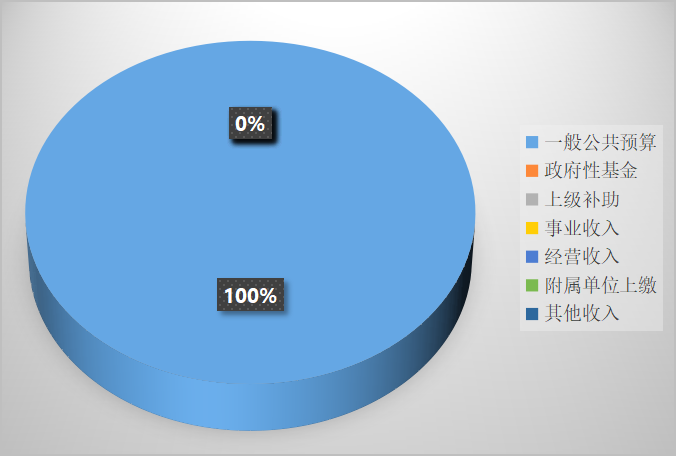 0%
100%
一般公共预算
政府性基金
上级补助
事业收入
经营收入
附属单位上缴
其他收入